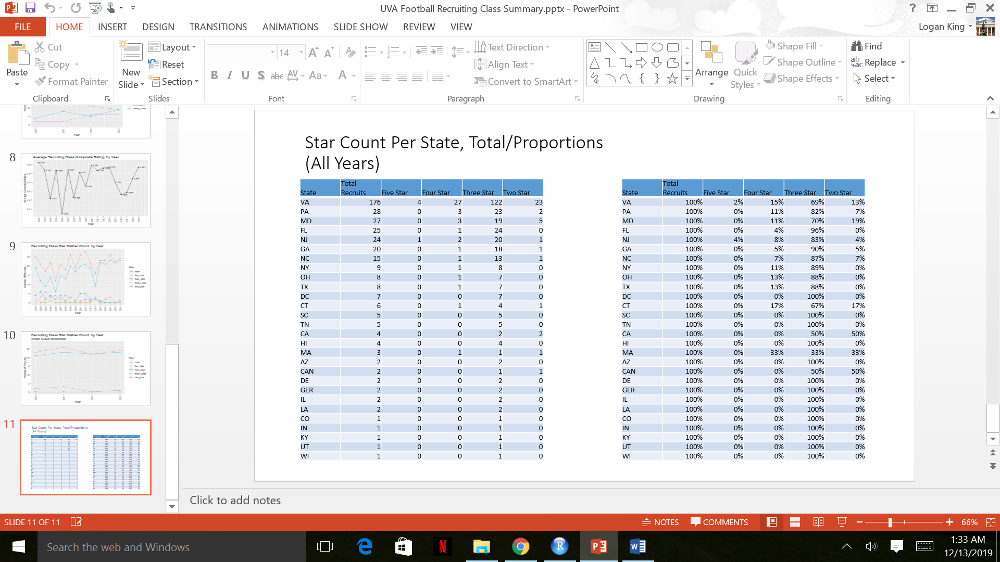 UVA Football Recruiting Class Summary.pptx - PowerPoint
FILE HOME INSERT DESIGN TRANSITIONS ANIMATIONS SLIDE SHOW REVIEW VIEW Logan King
Paste Cut Copy Format Painter Clipboard
New Slide Layout Reset Section Slides
14 Font
Text Direction Align Text Convert to SmartArt Paragraph
Arrange Quick Styles Shape Fill Shape Outline Shape Effects Drawing
Find Replace Select Editing
Year
8
Average Recruiting Class Composite Rating, by Year
Year
9
Recruiting Class Star Caliber Count, by Year
Year
10
Recruiting Class Star Caliber Count, by Year
(Under Coach Mendenhall)
Year
11
Star Count Per State, Total/Proportions
(All Years)
Star Count Per State, Total/Proportions
(All Years)
State Total Recruits Five Star Four Star Three Star Two Star
VA 176 4 27 122 23
PA 28 0 3 23 2
MD 27 0 3 19 5
FL 25 0 1 24 0
NJ 24 1 2 20 1
GA 20 0 1 18 1
NC 15 0 1 13 1
NY 9 0 1 8 0
OH 8 0 1 7 0
TX 8 0 1 7 0
DC 7 0 0 7 0
CT 6 0 1 4 1
SC 5 0 0 5 0
TN 5 0 0 5 0
CA 4 0 0 2 2
HI 4 0 0 4 0
MA 3 0 1 1 1
AZ 2 0 0 2 0
CAN 2 0 0 1 1
DE 2 0 0 2 0
GER 2 0 0 2 0
IL 2 0 0 2 0
LA 2 0 0 2 0
CO 1 0 0 1 0
IN 1 0 0 1 0
KY 1 0 0 1 0
UT 1 0 0 1 0
WI 1 0 0 1 0
State Total Recruits Five Star Four Star Three Star Two Star
VA 100% 2% 15% 69% 13%
PA 100% 0% 11% 82% 7%
MD 100% 0% 11% 70% 19%
FL 100% 0% 4% 96% 0%
NJ 100% 4% 8% 83% 4%
GA 100% 0% 5% 90% 5%
NC 100% 0% 7% 87% 7%
NY 100% 0% 11% 89% 0%
OH 100% 0% 13% 88% 0%
TX 100% 0% 13% 88% 0%
DC 100% 0% 0% 100% 0%
CT 100% 0% 17% 67% 17%
SC 100% 0% 0% 100% 0%
TN 100% 0% 0% 100% 0%
CA 100% 0% 0% 50% 50%
HI 100% 0% 0% 100% 0%
MA 100% 0% 33% 33% 33%
AZ 100% 0% 0% 100% 0%
CAN 100% 0% 0% 50% 50%
DE 100% 0% 0% 100% 0%
GER 100% 0% 0% 100% 0%
IL 100% 0% 0% 100% 0%
LA 100% 0% 0% 100% 0%
CO 100% 0% 0% 100% 0%
IN 100% 0% 0% 100% 0%
KY 100% 0% 0% 100% 0%
UT 100% 0% 0% 100% 0%
WI 100% 0% 0% 100% 0%
Click to add notes
SLIDE 11 OF 11 NOTES COMMENTS 66%
Search the web and Windows
1:33 AM
12/13/2019